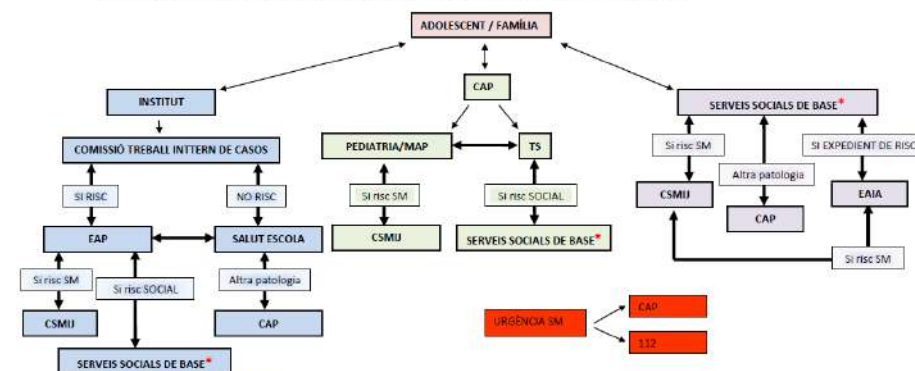 ADOLESCENT / FAMÍLIA
CAP
INSTITUT
SERVEIS SOCIALS DE BASE*
COMISSIÓ TREBALL INTTERN DE CASOS
PEDIATRIA/MAP
TS
Si risc SM
SI EXPEDIENT DE RISC
Altra patologia
SI RISC
NO RISC
Si risc SM
Si risc SOCIAL
CSMIJ
EAIA
CAP
EAP
SALUT ESCOLA
CSMIJ
SERVEIS SOCIALS DE BASE*
Si risc SM
Si risc SM
Si risc SOCIAL
Altra patologia
CSMIJ
CAP
URGÈNCIA SM
CAP
112
SERVEIS SOCIALS DE BASE*